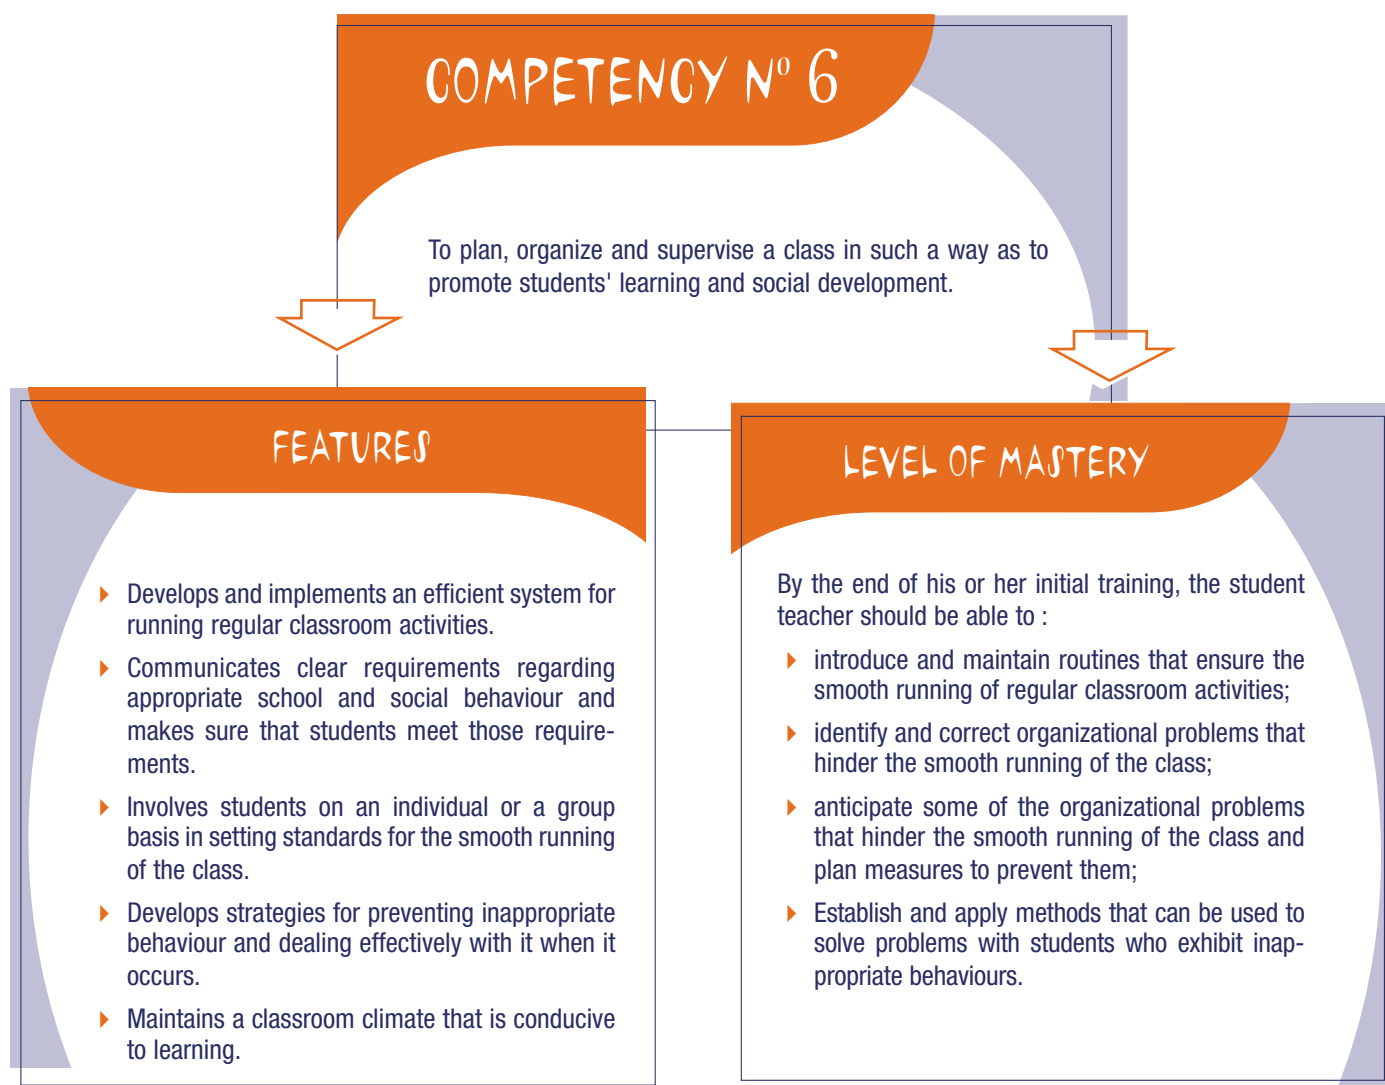 COMPETENCY Nº 6
To plan, organize and supervise a class in such a way as to
promote students' learning and social development.
FEATURES
Develops and implements an efficient system for
running regular classroom activities.
Communicates clear requirements regarding
appropriate school and social behaviour and
makes sure that students meet those require-
ments.
Involves students on an individual or a group
basis in setting standards for the smooth running
of the class.
Develops strategies for preventing inappropriate
behaviour and dealing effectively with it when it
occurs.
Maintains a classroom climate that is conducive
to learning.
LEVEL OF MASTERY
By the end of his or her initial training, the student
teacher should be able to :
introduce and maintain routines that ensure the
smooth running of regular classroom activities;
identify and correct organizational problems that
hinder the smooth running of the class;
anticipate some of the organizational problems
that hinder the smooth running of the class and
plan measures to prevent them;
Establish and apply methods that can be used to
solve problems with students who exhibit inap-
propriate behaviours.